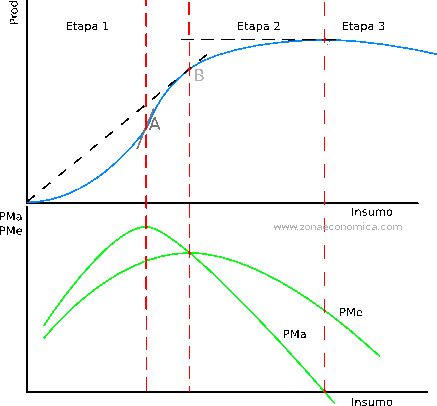 Prod
Etapa 1
Etapa 2
Etapa 3
B
A
Insumo
PMa
PMe
www.zonaeconomica.com
PMe
PMa
Insumo